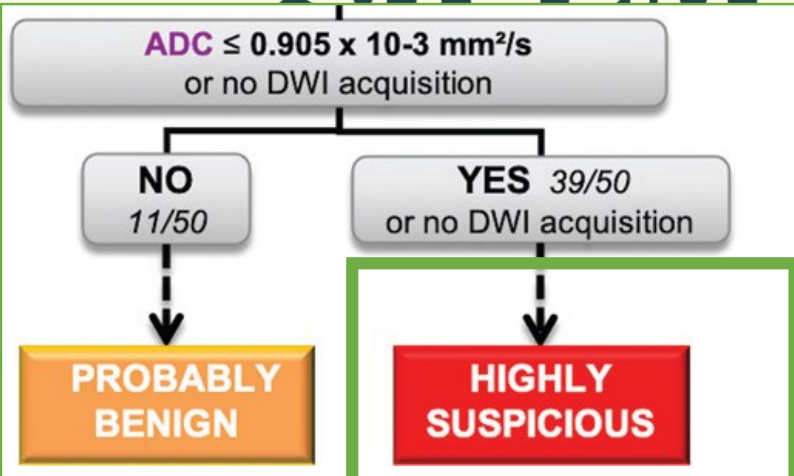 ADC ≤ 0.905 x 10-3 mm²/s
or no DWI acquisition
NO
11/50
YES 39/50
or no DWI acquisition
PROBABLY
BENIGN
HIGHLY
SUSPICIOUS